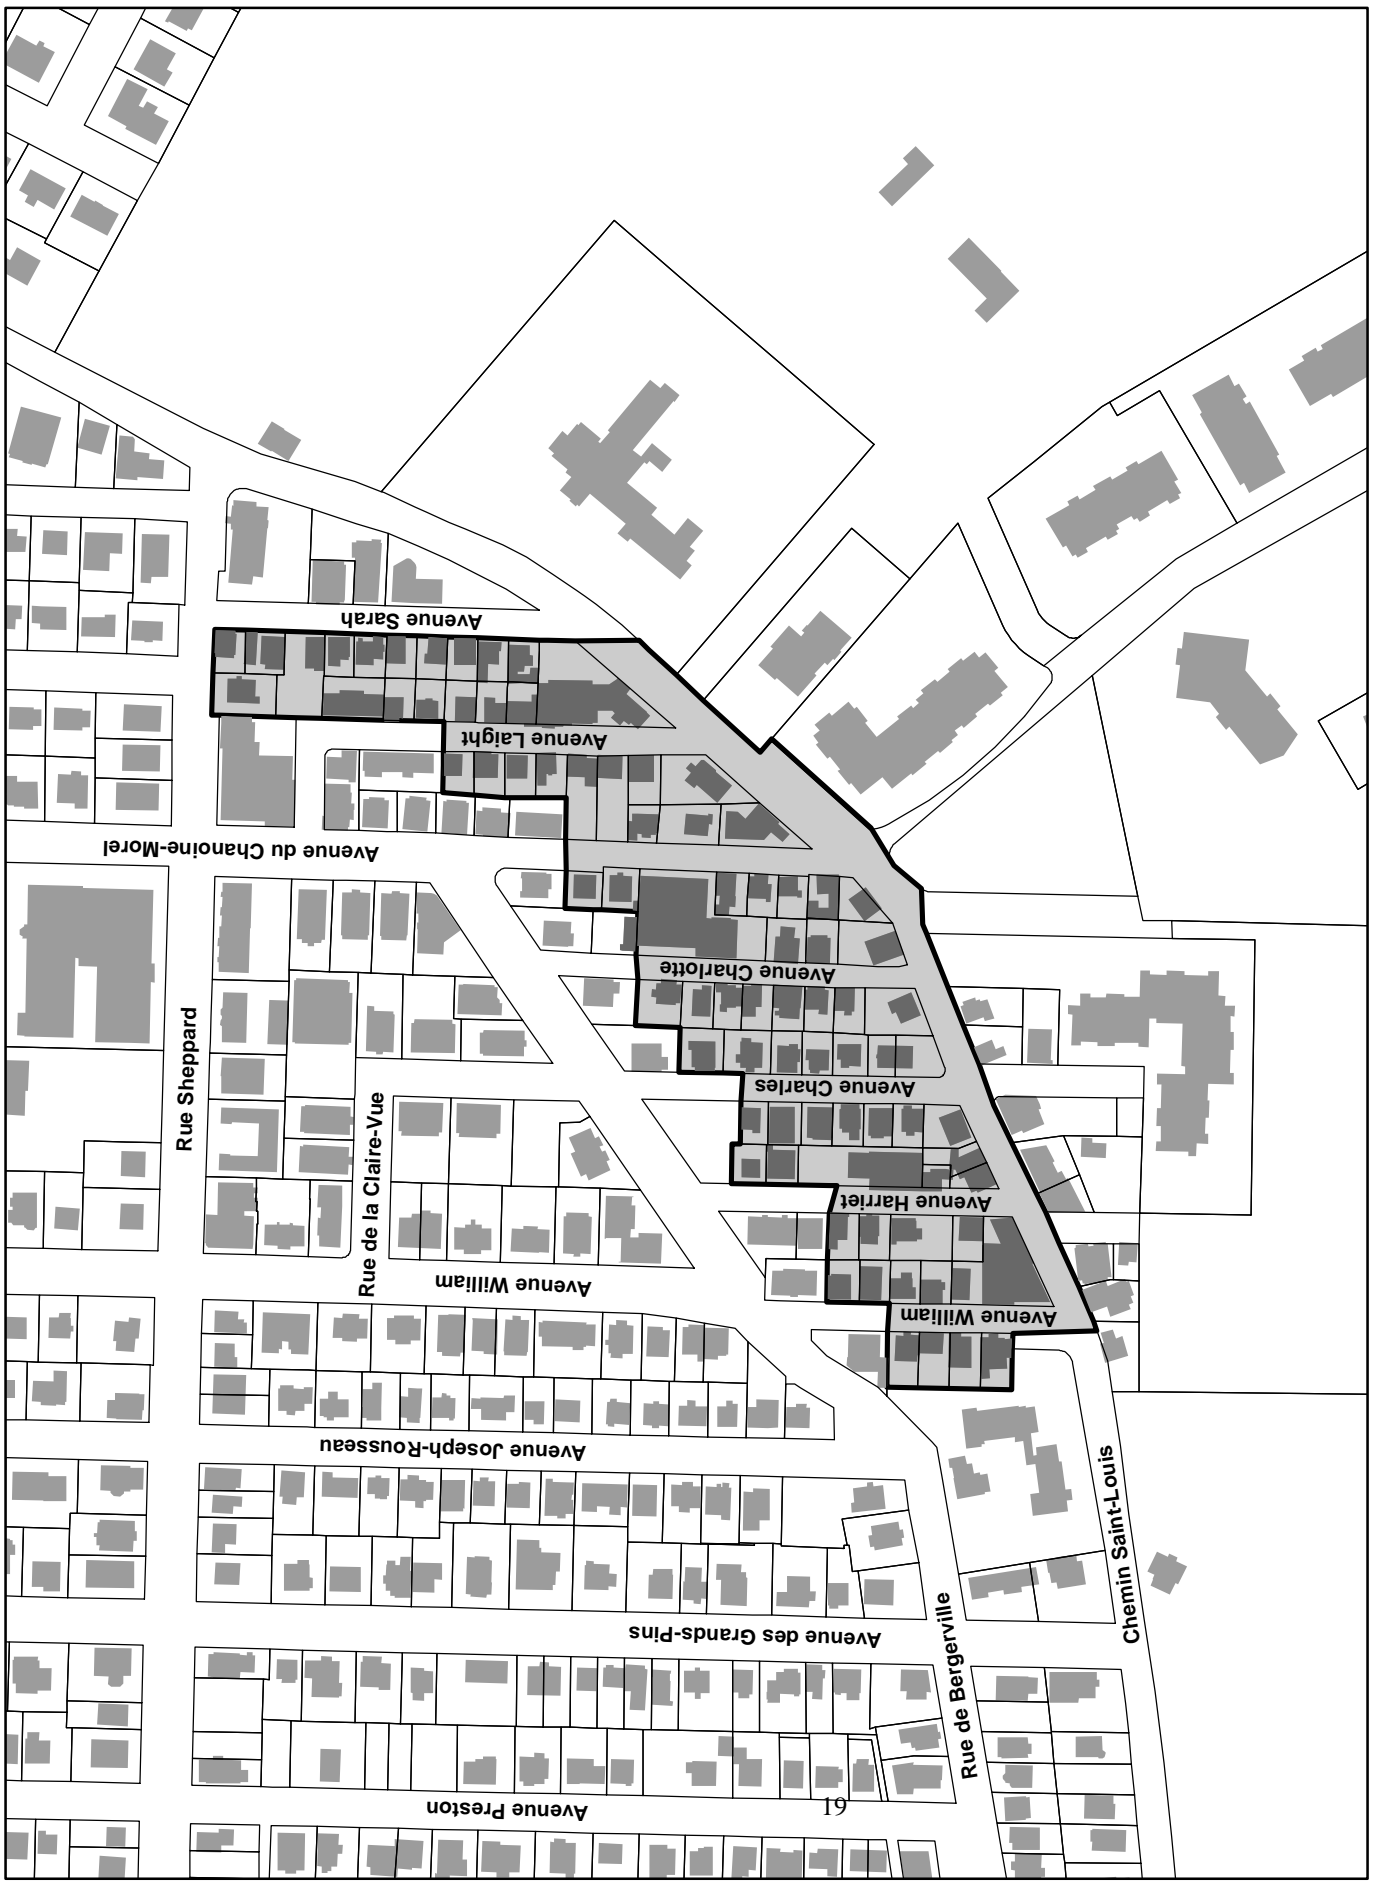 Avenue Sarah
Avenue Laight
Avenue du Chanoine-Morel
Avenue Charlotte
Rue Sheppard
Avenue Charles
Rue de la Claire-Vue
Avenue Harriet
Avenue William
Avenue William
Avenue Joseph-Rousseau
Chemin Saint-Louis
Avenue des Grands-Pins
Rue de Bergerville
Avenue Preston
19